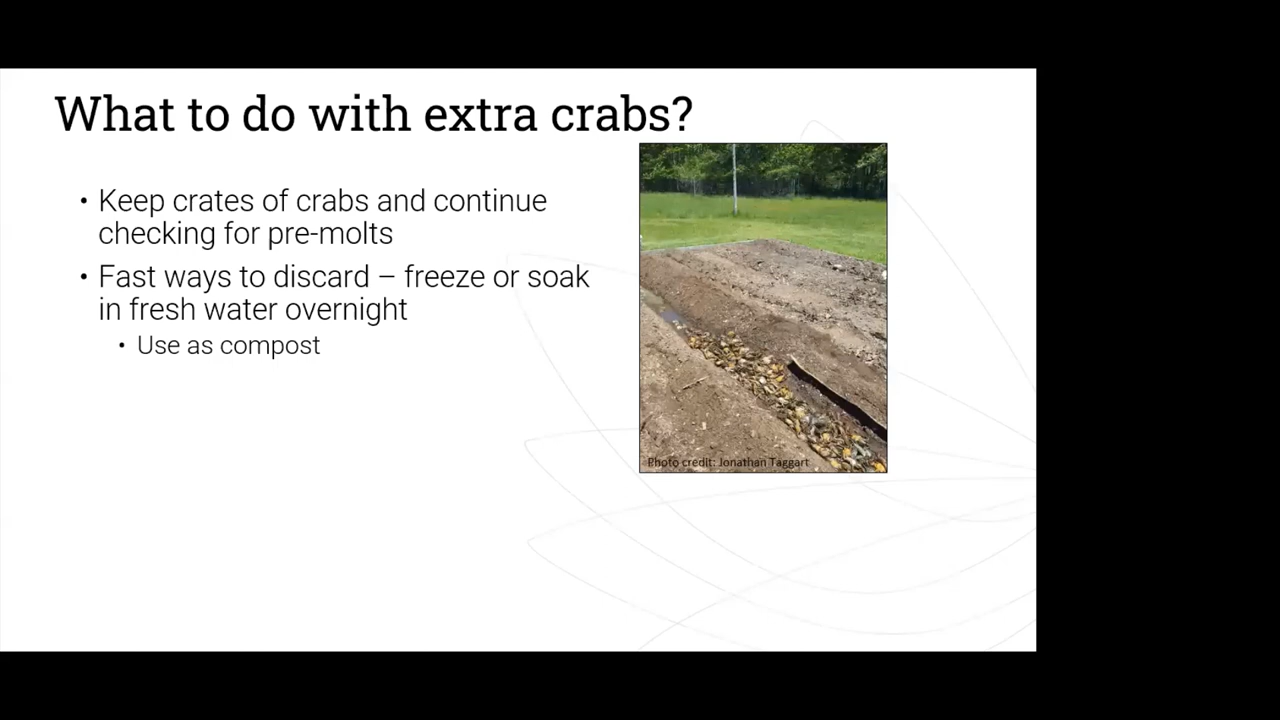 What to do with extra crabs?
• Keep crates of crabs and continue
checking for pre-molts
• Fast ways to discard – freeze or soak
in fresh water overnight
• Use as compost
Photo credit: Jonathan Taggart